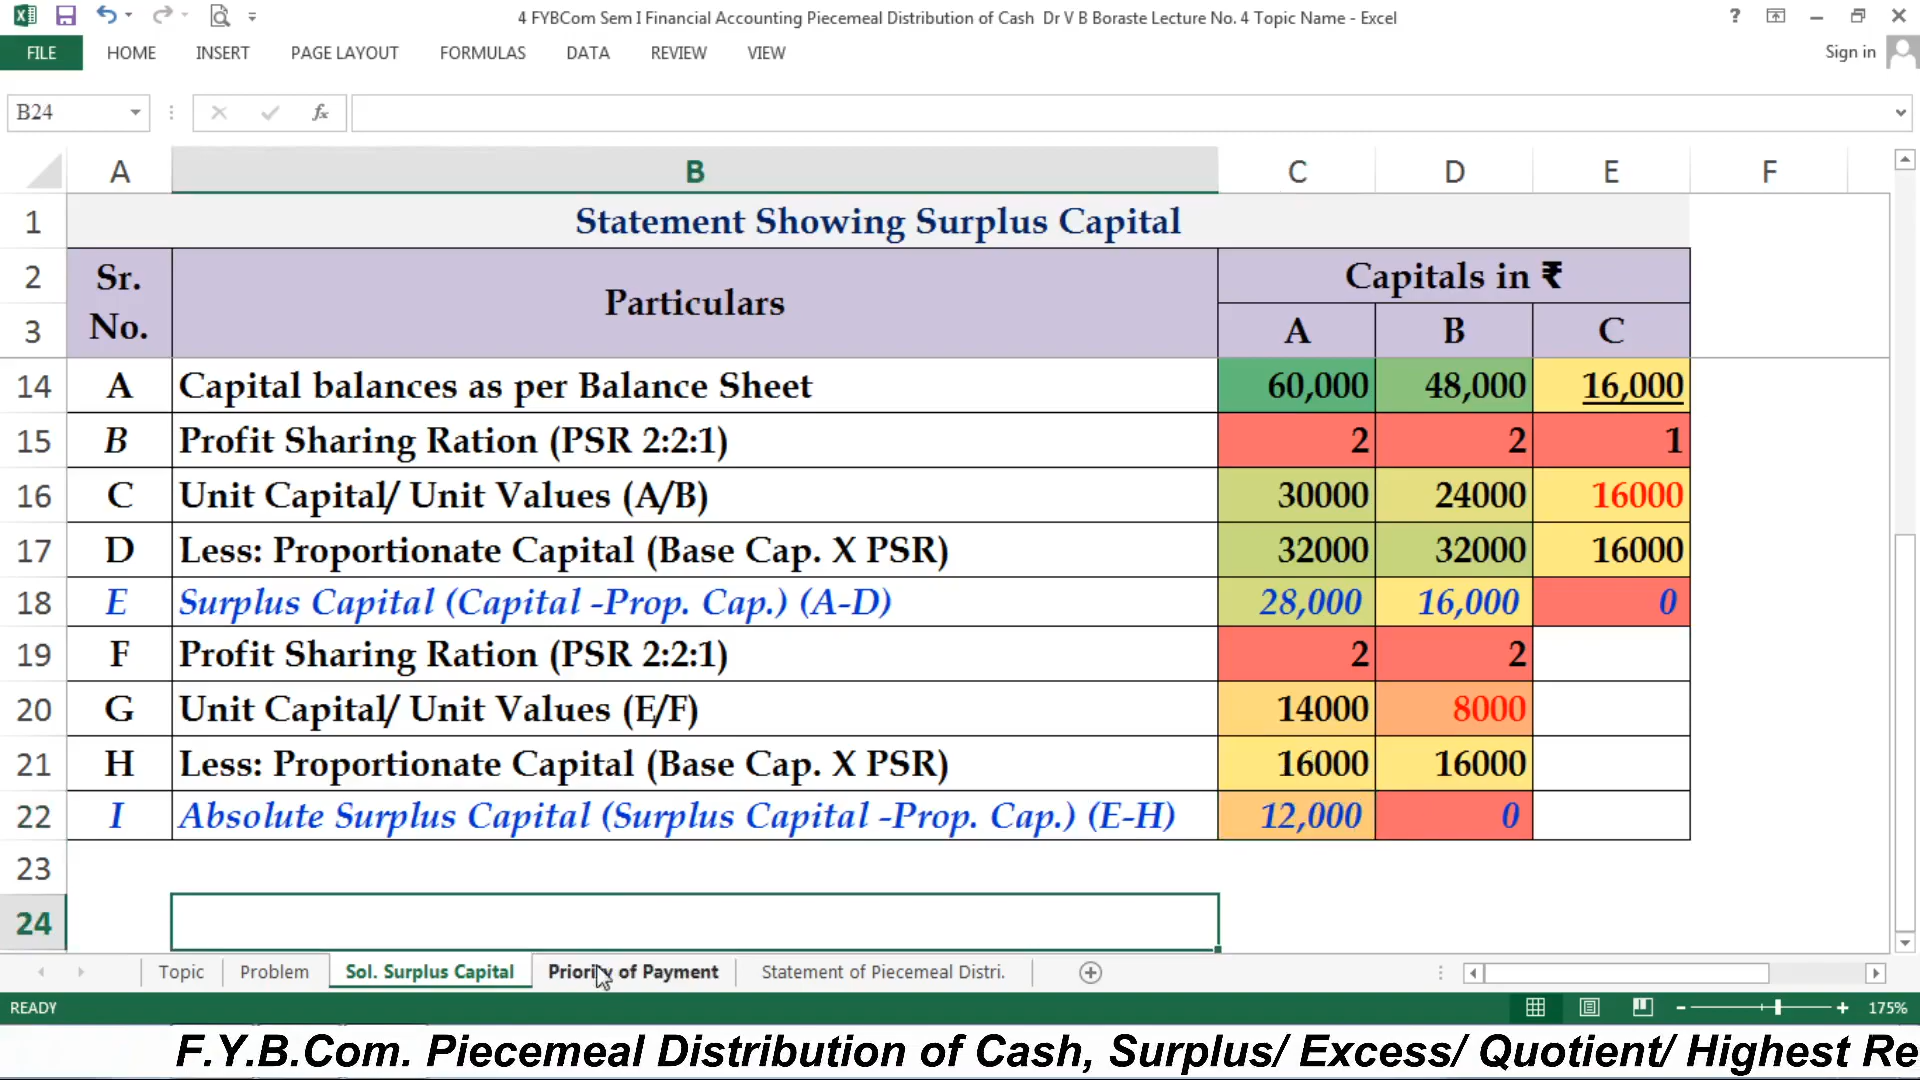 4 FYBCom Sem I Financial Accounting Piecemeal Distribution of Cash Dr V B Boraste Lecture No. 4 Topic Name - Excel
FILE HOME INSERT PAGE LAYOUT FORMULAS DATA REVIEW VIEW Sign in
B24 fx
A B C D E F
1 Statement Showing Surplus Capital
2 Sr. Particulars Capitals in ₹
3 No. A B C
14 A Capital balances as per Balance Sheet 60,000 48,000 16,000
15 B Profit Sharing Ration (PSR 2:2:1) 2 2 1
16 C Unit Capital/ Unit Values (A/B) 30000 24000 16000
17 D Less: Proportionate Capital (Base Cap. X PSR) 32000 32000 16000
18 E Surplus Capital (Capital -Prop. Cap.) (A-D) 28,000 16,000 0
19 F Profit Sharing Ration (PSR 2:2:1) 2 2
20 G Unit Capital/ Unit Values (E/F) 14000 8000
21 H Less: Proportionate Capital (Base Cap. X PSR) 16000 16000
22 I Absolute Surplus Capital (Surplus Capital -Prop. Cap.) (E-H) 12,000 0
23
24
Topic Problem Sol. Surplus Capital Priority of Payment Statement of Piecemeal Distri.
READY 175%
F.Y.B.Com. Piecemeal Distribution of Cash, Surplus/ Excess/ Quotient/ Highest Re